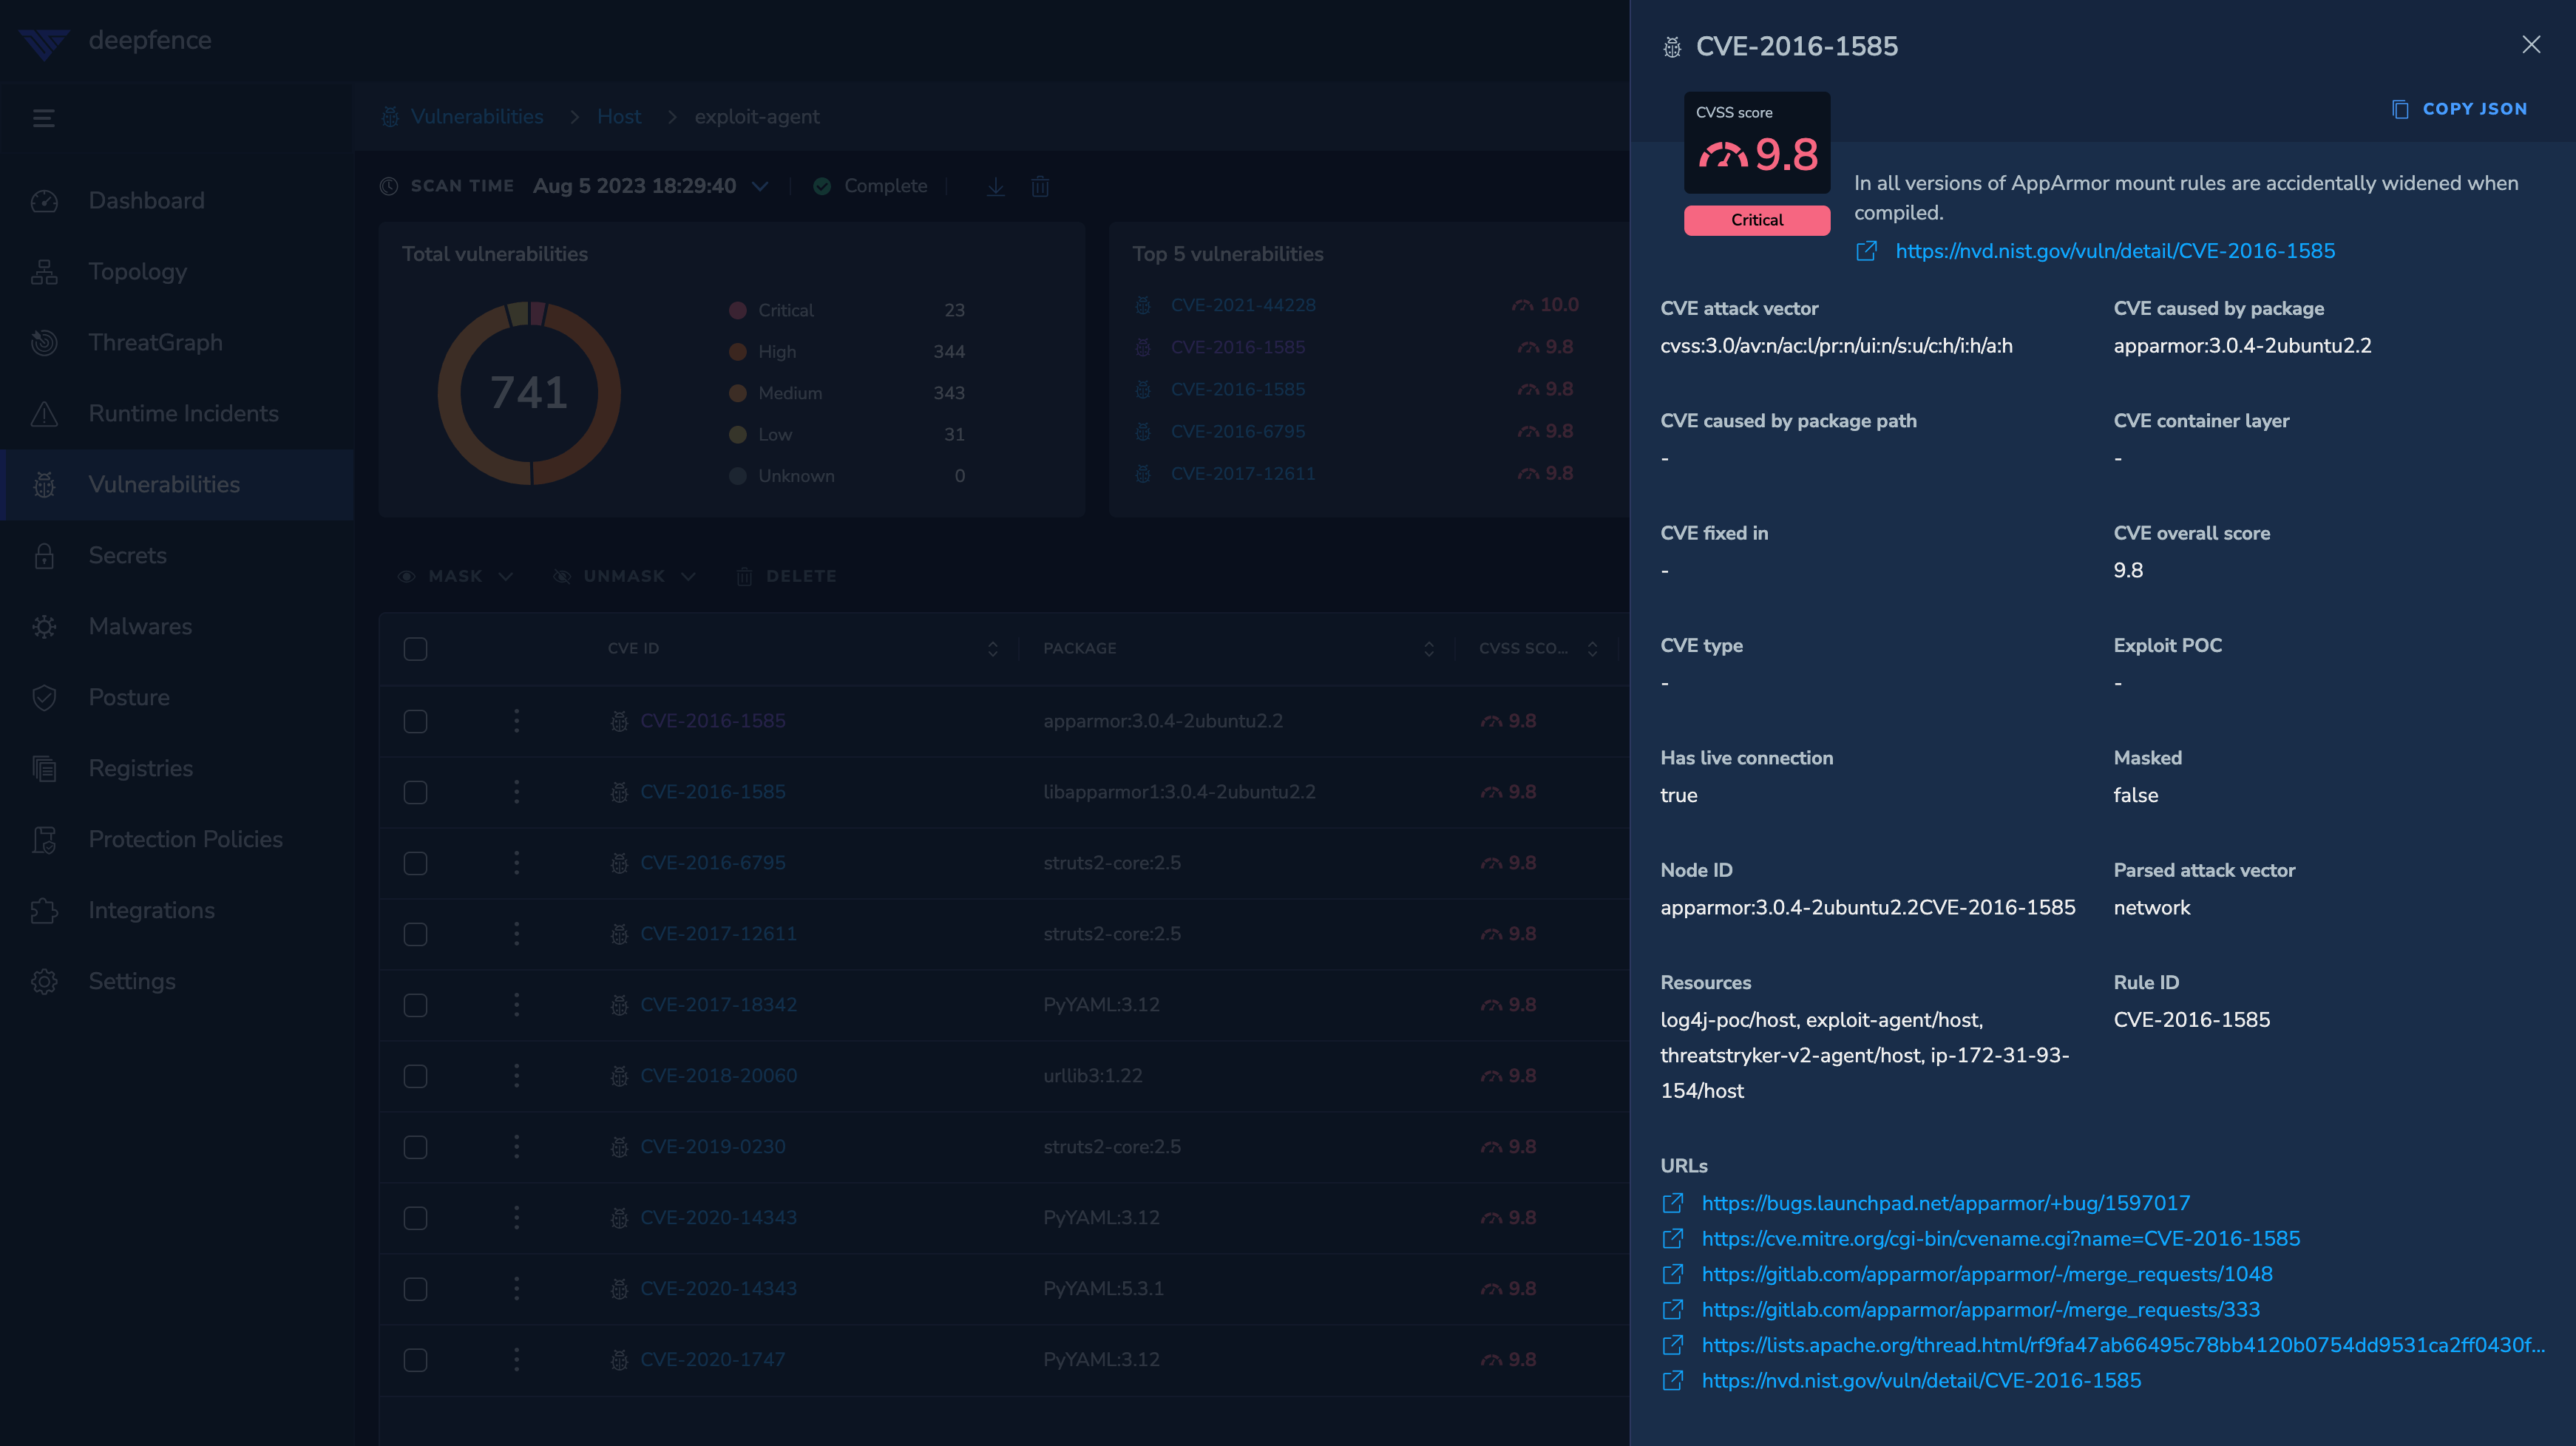 deepfence
Dashboard
Topology
ThreatGraph
Runtime Incidents
Vulnerabilities
Secrets
Malwares
Posture
Registries
Protection Policies
Integrations
Settings
Vulnerabilities > Host > exploit-agent
SCAN TIME Aug 5 2023 18:29:40 Complete
Total vulnerabilities
741
Critical 23
High 344
Medium 343
Low 31
Unknown 0
Top 5 vulnerabilities
CVE-2021-44228 10.0
CVE-2016-1585 9.8
CVE-2016-1585 9.8
CVE-2016-6795 9.8
CVE-2017-12611 9.8
MASK UNMASK DELETE
CVE ID PACKAGE CVSS SCO...
CVE-2016-1585 apparmor:3.0.4-2ubuntu2.2 9.8
CVE-2016-1585 libapparmor1:3.0.4-2ubuntu2.2 9.8
CVE-2016-6795 struts2-core:2.5 9.8
CVE-2017-12611 struts2-core:2.5 9.8
CVE-2017-18342 PyYAML:3.12 9.8
CVE-2018-20060 urllib3:1.22 9.8
CVE-2019-0230 struts2-core:2.5 9.8
CVE-2020-14343 PyYAML:3.12 9.8
CVE-2020-14343 PyYAML:5.3.1 9.8
CVE-2020-1747 PyYAML:3.12 9.8
CVE-2016-1585
COPY JSON
CVSS score
9.8
Critical
In all versions of AppArmor mount rules are accidentally widened when
compiled.
https://nvd.nist.gov/vuln/detail/CVE-2016-1585
CVE attack vector
cvss:3.0/av:n/ac:l/pr:n/ui:n/s:u/c:h/i:h/a:h
CVE caused by package
apparmor:3.0.4-2ubuntu2.2
CVE caused by package path
-
CVE container layer
-
CVE fixed in
-
CVE overall score
9.8
CVE type
-
Exploit POC
-
Has live connection
true
Masked
false
Node ID
apparmor:3.0.4-2ubuntu2.2CVE-2016-1585
Parsed attack vector
network
Resources
log4j-poc/host, exploit-agent/host,
threatstryker-v2-agent/host, ip-172-31-93-
154/host
Rule ID
CVE-2016-1585
URLs
https://bugs.launchpad.net/apparmor/+bug/1597017
https://cve.mitre.org/cgi-bin/cvename.cgi?name=CVE-2016-1585
https://gitlab.com/apparmor/apparmor/-/merge_requests/1048
https://gitlab.com/apparmor/apparmor/-/merge_requests/333
https://lists.apache.org/thread.html/rf9fa47ab66495c78bb4120b0754dd9531ca2ff0430f...
https://nvd.nist.gov/vuln/detail/CVE-2016-1585